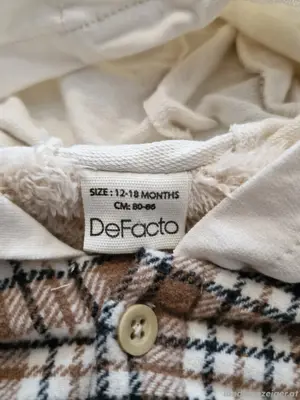 SIZE : 12-18 MONTHS
CM: 80-86
DeFacto